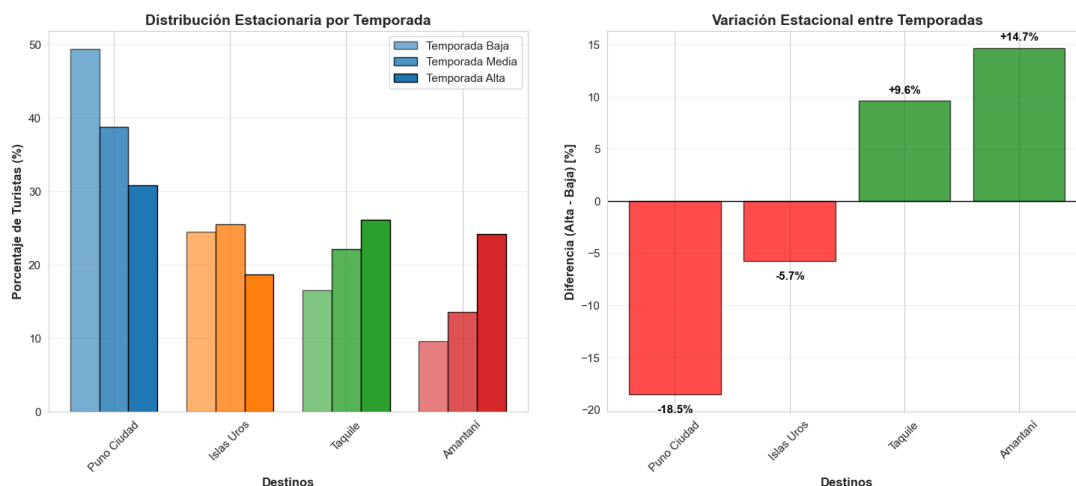 Distribución Estacionaria por Temporada
Porcentaje de Turistas (%)
50
40
30
20
10
0
Temporada Baja
Temporada Media
Temporada Alta
Puno Ciudad
Islas Uros
Taquile
Amantaní
Destinos
Variación Estacional entre Temporadas
Diferencia (Alta - Baja) [%]
15
10
5
0
−5
−10
−15
−20
-18.5%
-5.7%
+9.6%
+14.7%
Puno Ciudad
Islas Uros
Taquile
Amantaní
Destinos